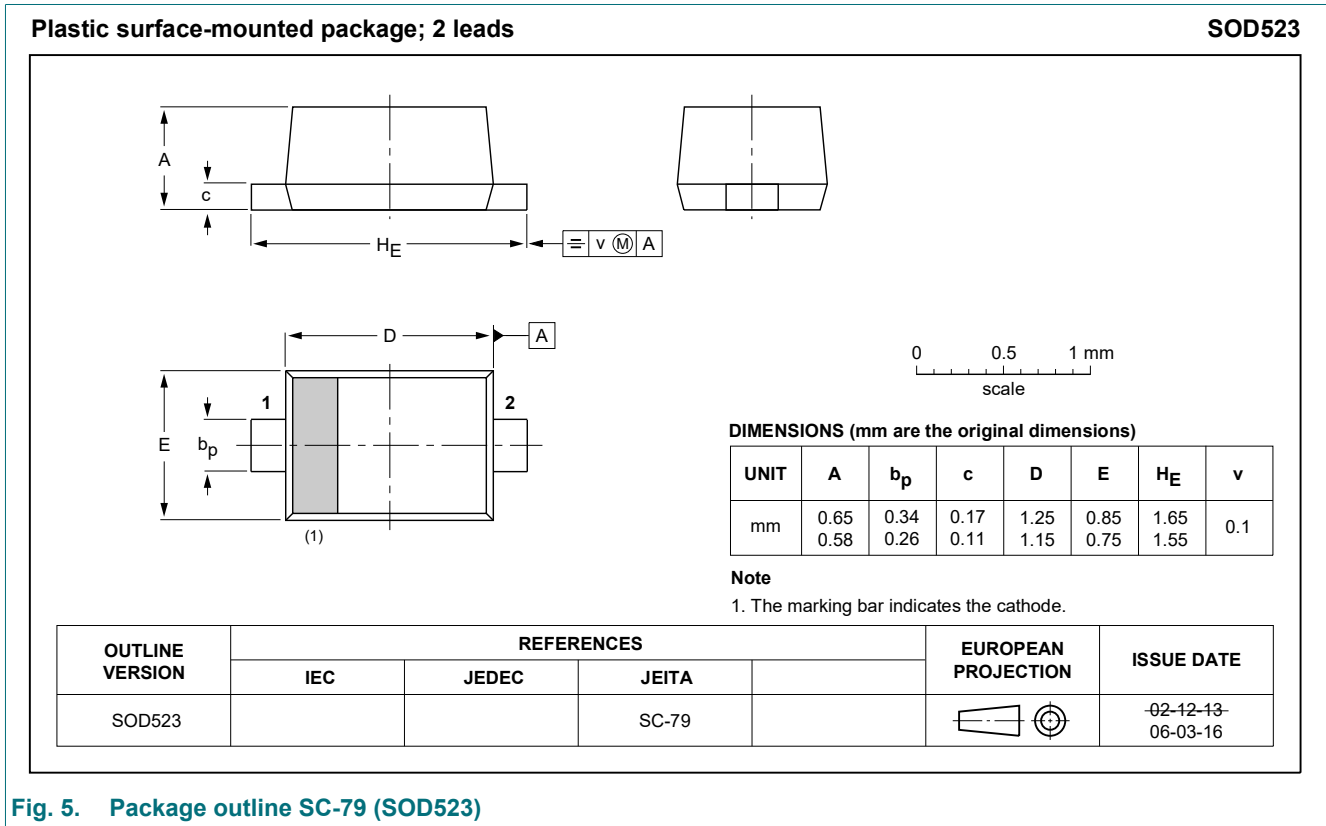 Plastic surface-mounted package; 2 leads SOD523
A
c
HE
v Ⓜ A
D
A
E
bp
1
2
(1)
0 0.5 1 mm
scale
DIMENSIONS (mm are the original dimensions)
UNIT A bp c D E HE v
mm 0.65 0.58 0.34 0.26 0.17 0.11 1.25 1.15 0.85 0.75 1.65 1.55 0.1
Note
1. The marking bar indicates the cathode.
OUTLINE VERSION REFERENCES EUROPEAN PROJECTION ISSUE DATE
IEC JEDEC JEITA
SOD523 SC-79 02-12-13
06-03-16
Fig. 5. Package outline SC-79 (SOD523)